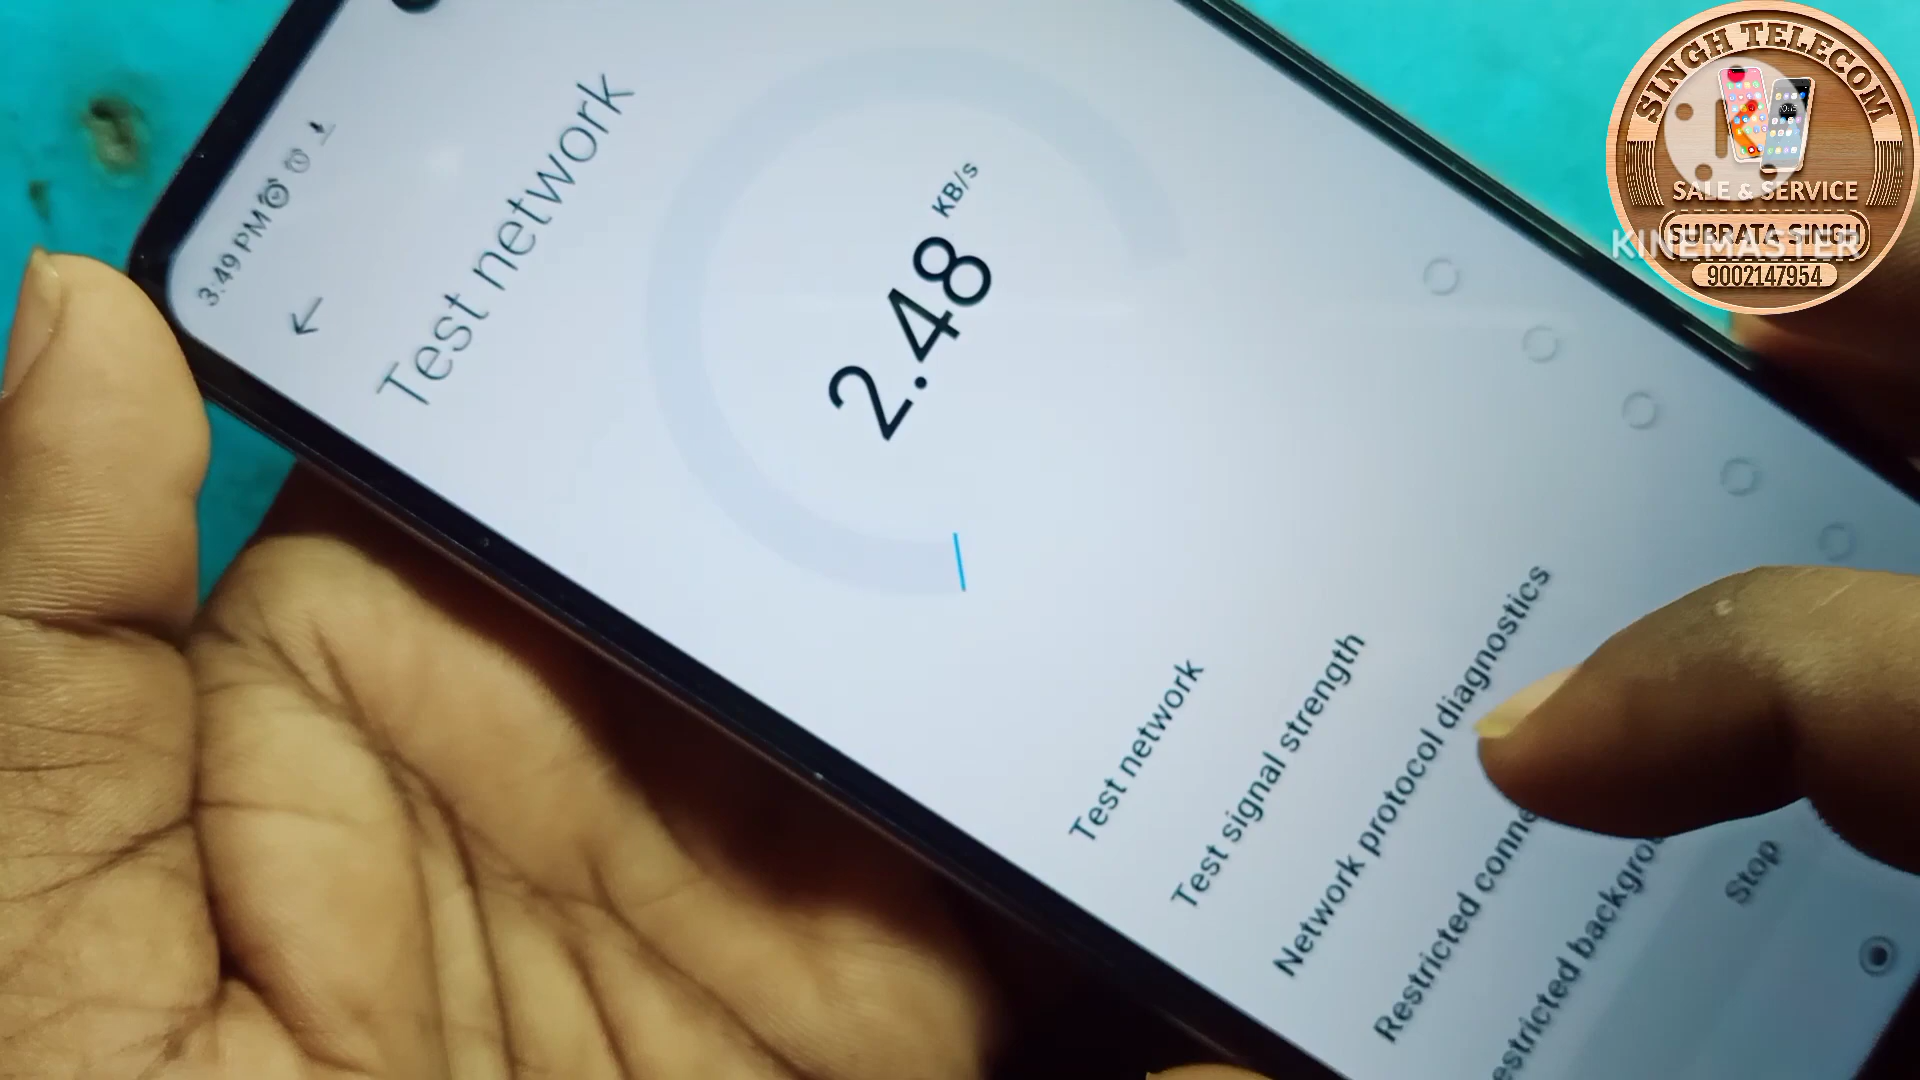 3:49 PM
Test network
2.48 KB/s
Test network
Test signal strength
Network protocol diagnostics
Restricted conne
estricted backgrou
Stop
SINGH TELECOM
SALE & SERVICE
SUBRATA SINGH
KINEMASTER
9002147954